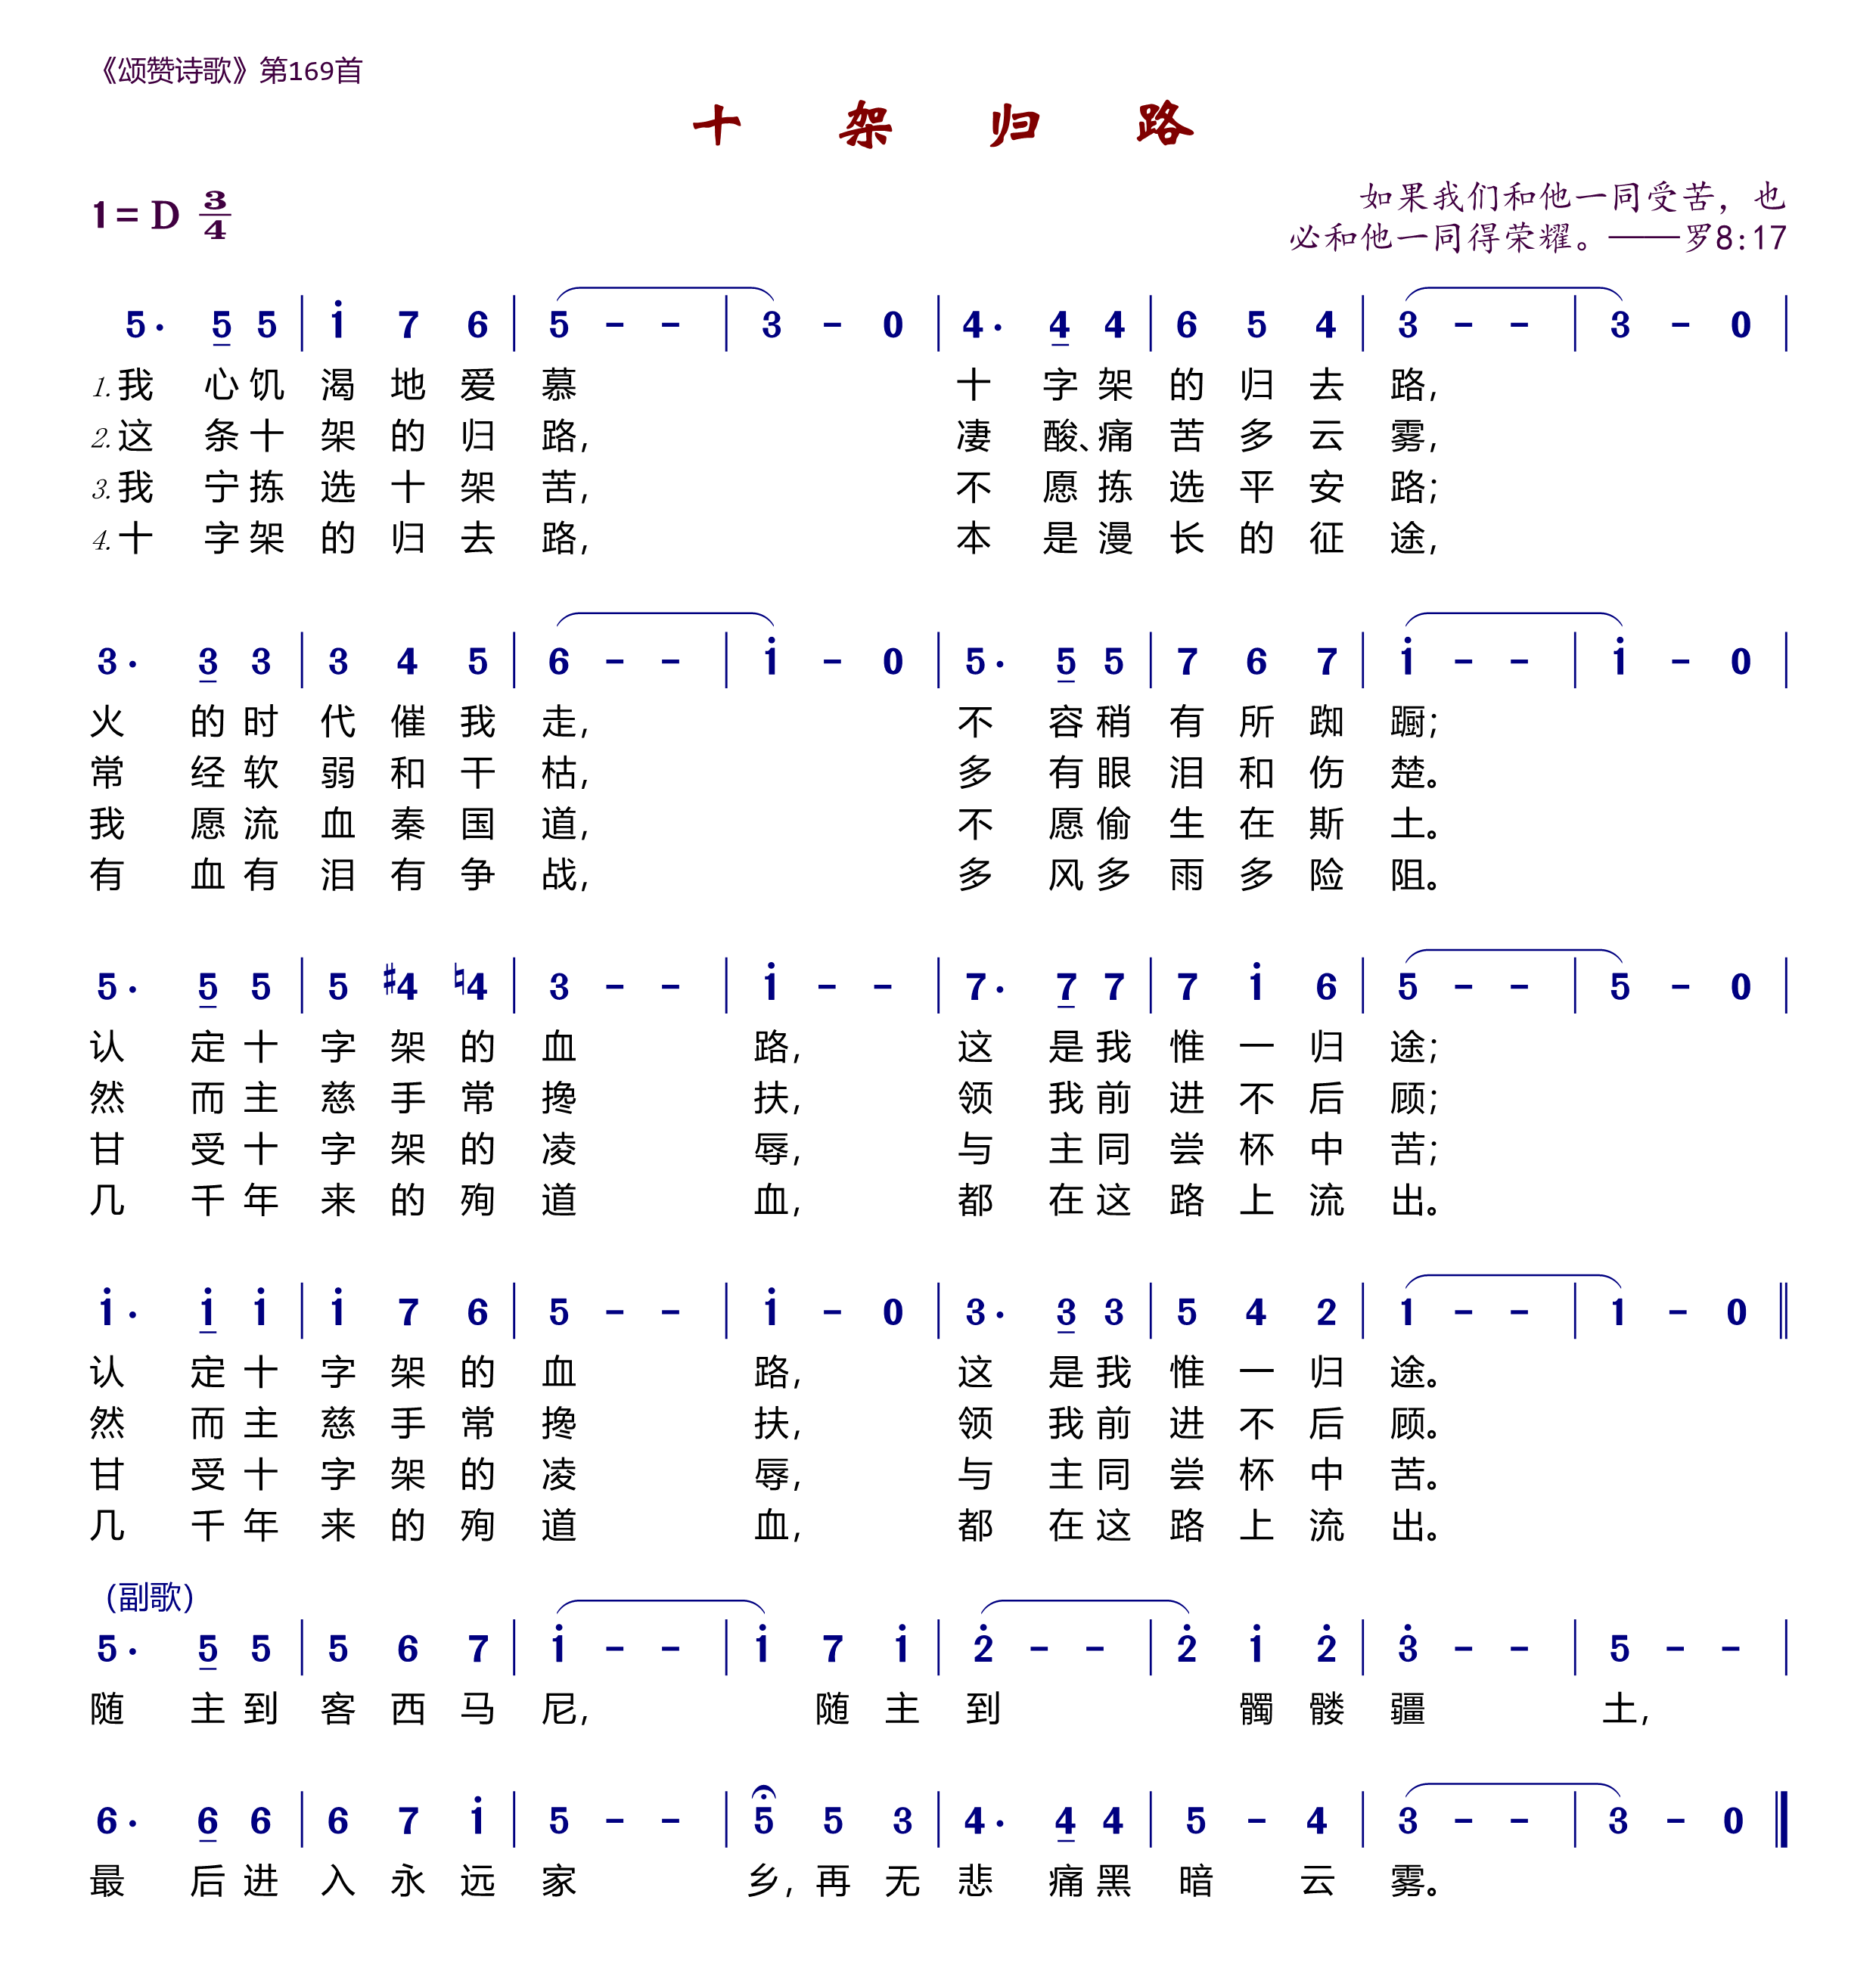 《颂赞诗歌》第169首
十架归路
1=D 3/4
如果我们和他一同受苦，也
必和他一同得荣耀。——罗8:17
5· 5 5 | i 7 6 | 5 - - | 3 - 0 | 4· 4 4 | 6 5 4 | 3 - - | 3 - 0 |
1.我心饥渴地爱慕 十字架的归去路，
2.这条十架的归路， 凄酸、痛苦多云雾，
3.我宁拣选十架苦， 不愿拣选平安路；
4.十字架的归去路， 本是漫长的征途，
3· 3 3 | 3 4 5 | 6 - - | i - 0 | 5· 5 5 | 7 6 7 | i - - | i - 0 |
火的时代催我走， 不容稍有所踟蹰；
常经软弱和干枯， 多有眼泪和伤楚。
我愿流血秦国道， 不愿偷生在斯土。
有血有泪有争战， 多风多雨多险阻。
5· 5 5 | 5 #4 ♮4 | 3 - - | i - - | 7· 7 7 | 7 i 6 | 5 - - | 5 - 0 |
认定十字架的血路， 这是我惟一归途；
然而主慈手常搀扶， 领我前进不后顾；
甘受十字架的凌辱， 与主同尝杯中苦；
几千年来的殉道血， 都在这路上流出。
i· i i | i 7 6 | 5 - - | i - 0 | 3· 3 3 | 5 4 2 | 1 - - | 1 - 0 ||
认定十字架的血路， 这是我惟一归途。
然而主慈手常搀扶， 领我前进不后顾。
甘受十字架的凌辱， 与主同尝杯中苦。
几千年来的殉道血， 都在这路上流出。
（副歌）
5· 5 5 | 5 6 7 | i - - | i 7 i | 2̇ - - | 2̇ i 2̇ | 3̇ - - | 5 - - |
随主到客西马尼， 随主到髑髅疆土，
6· 6 6 | 6 7 i | 5 - - | 5 5 3 | 4· 4 4 | 5 - 4 | 3 - - | 3 - 0 ||
最后进入永远家乡，再无悲痛黑暗云雾。